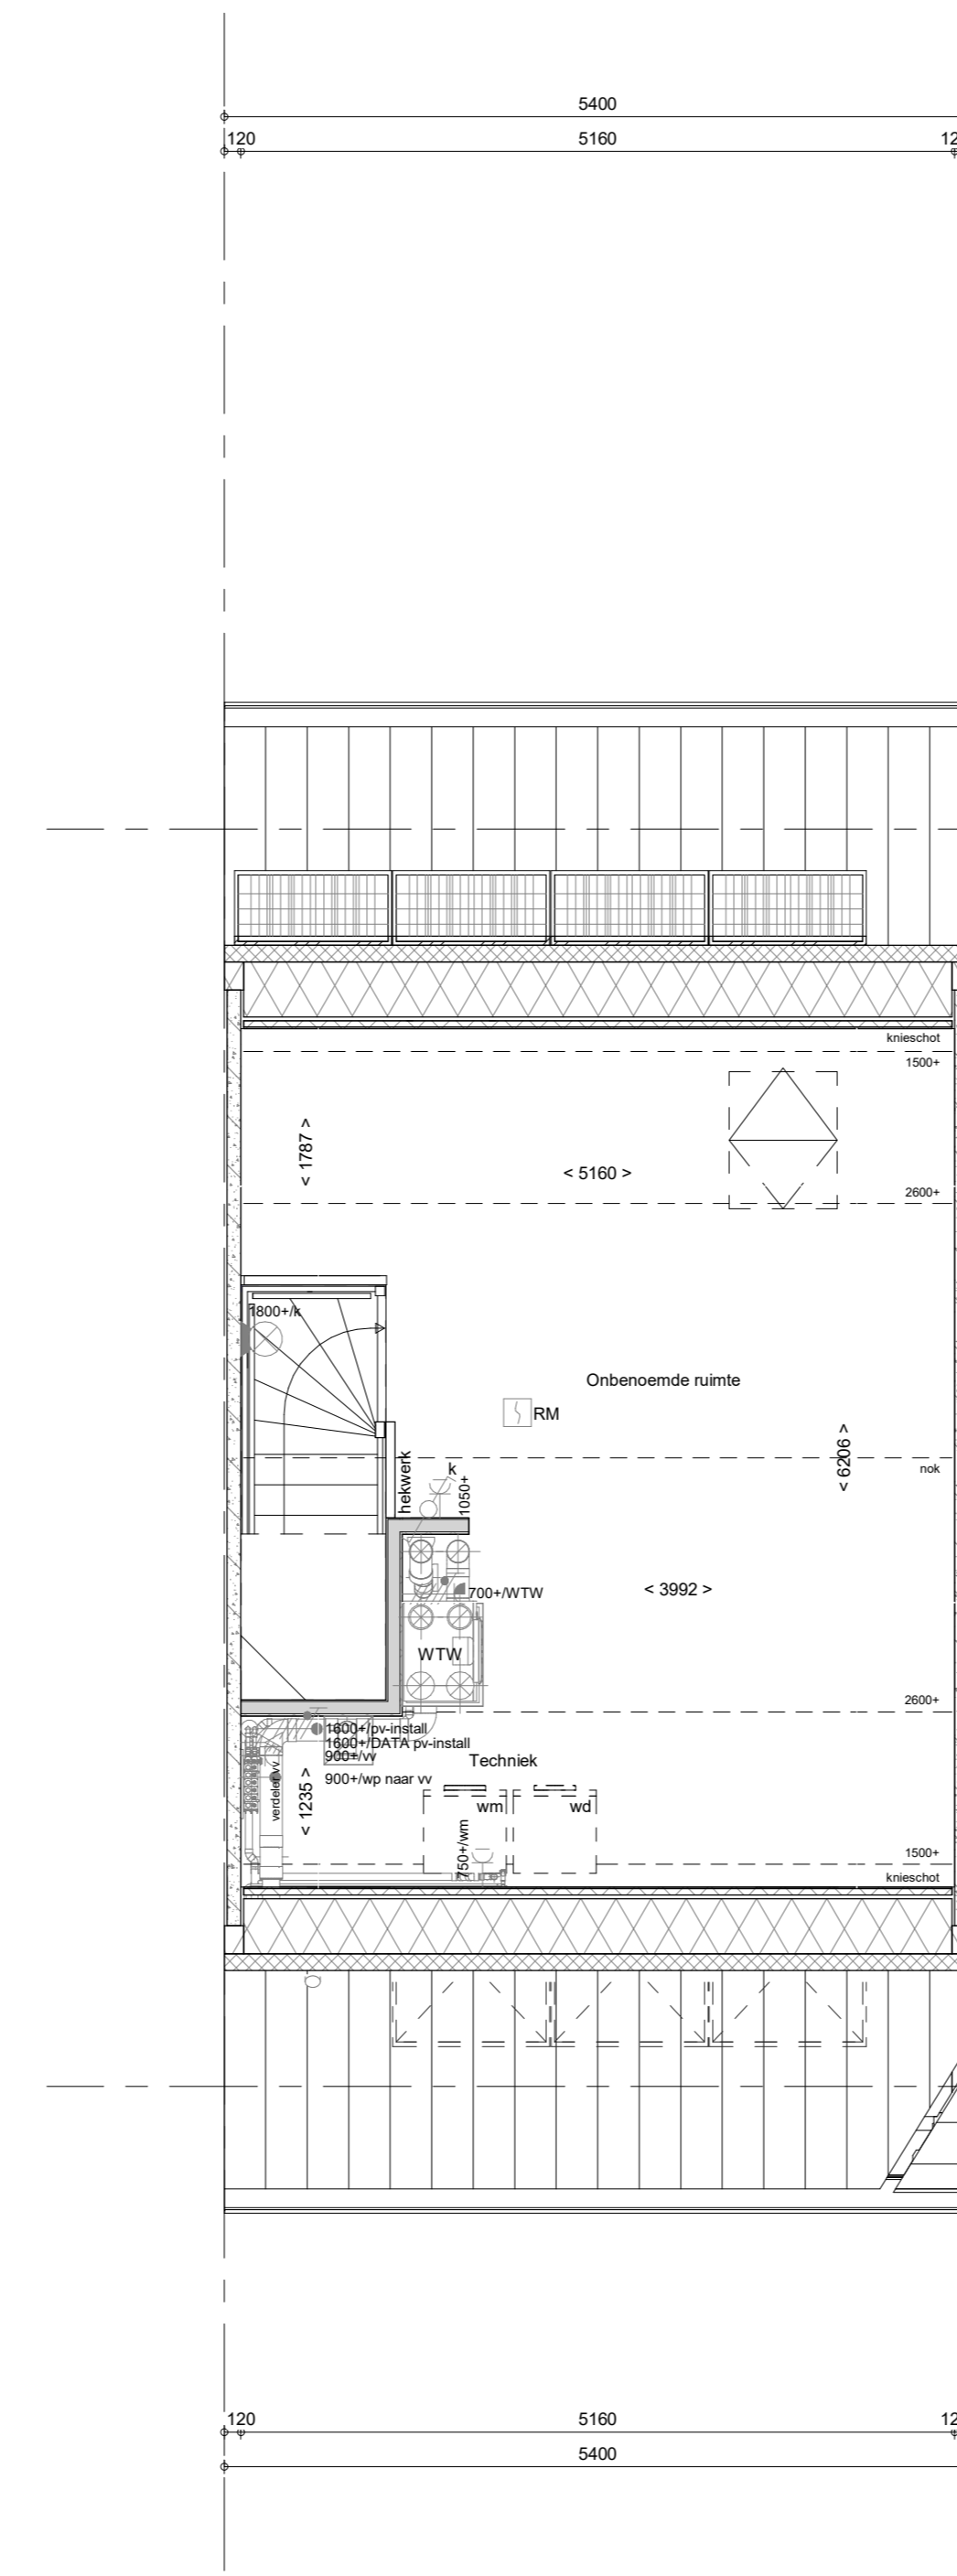 5400
120
5160
12
knieschot
1500+
< 1787 >
< 5160 >
2600+
1800+/k
Onbenoemde ruimte
RM
< 6206 >
hekwerk
k
1050+
nok
700+/WTW
< 3992 >
WTW
2600+
1600+/pv-install
1600+/DATA pv-install
900+/vv
Techniek
900+/wp naar vv
verdeler vv
< 1235 >
wm
wd
750+/wm
1500+
knieschot
120
5160
12
5400